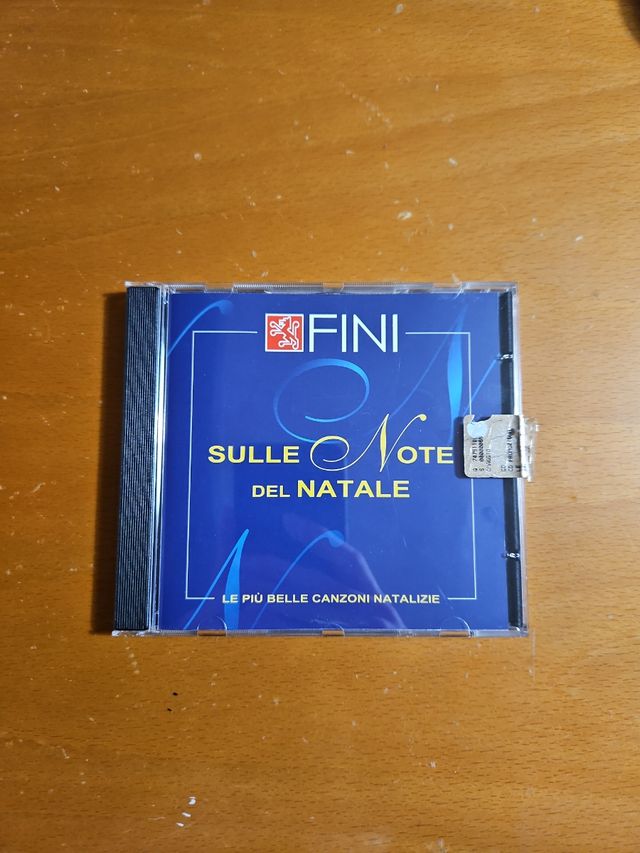 FINI
SULLE NOTE
DEL NATALE
LE PIÙ BELLE CANZONI NATALIZIE